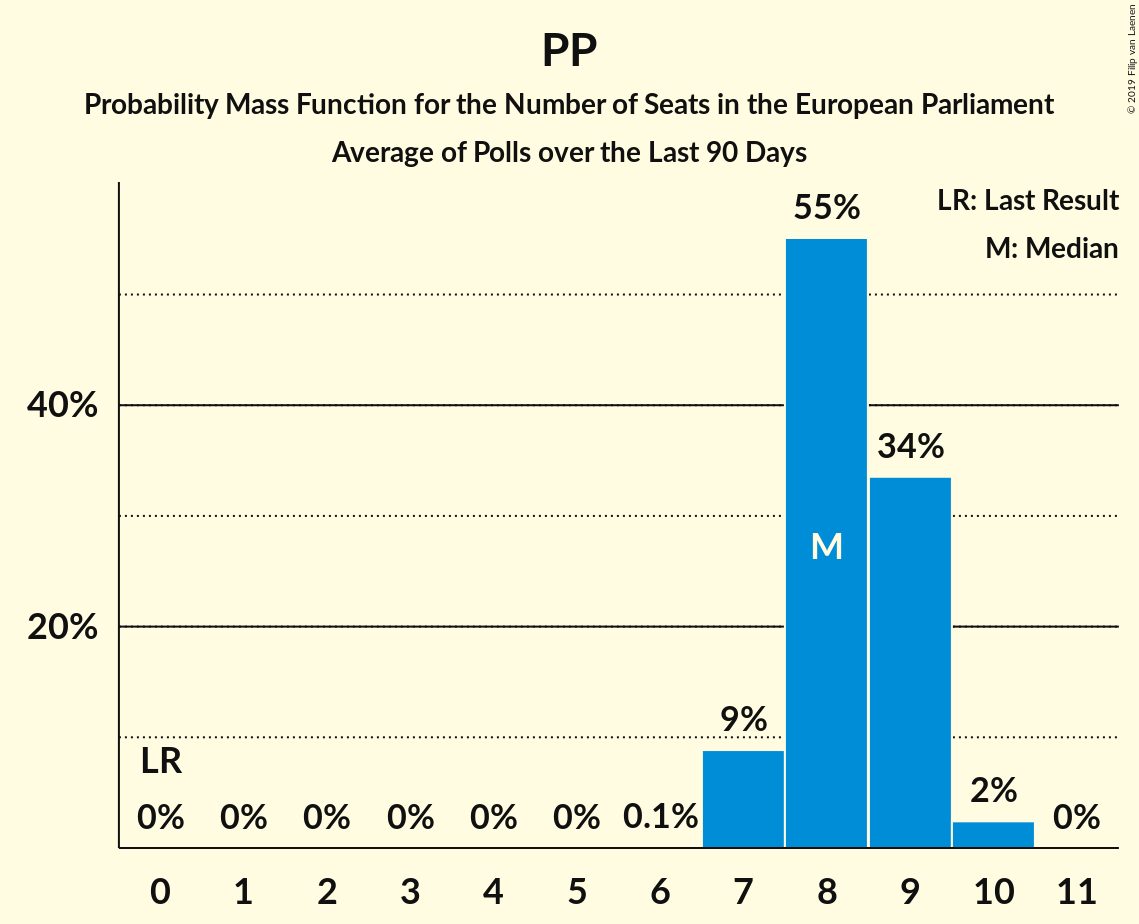 PP
Probability Mass Function for the Number of Seats in the European Parliament
Average of Polls over the Last 90 Days
© 2019 Filip van Laenen
LR: Last Result
M: Median
55%
40%
34%
M
20%
9%
LR
2%
0% 0% 0% 0% 0% 0% 0.1% 0%
0 1 2 3 4 5 6 7 8 9 10 11